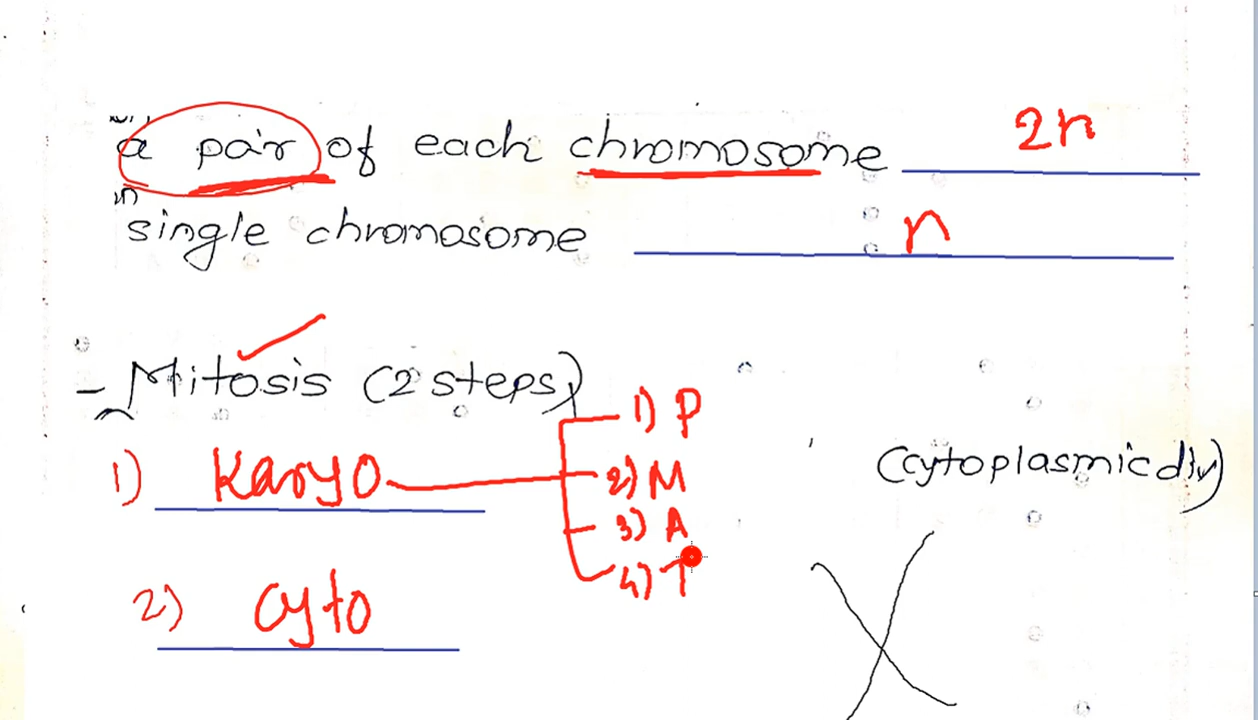 a pair of each chromosome 2n
in
single chromosome n
- Mitosis (2 steps)
1) P
1) Karyo 2) M (cytoplasmic div)
3) A
4) T
2) Cyto